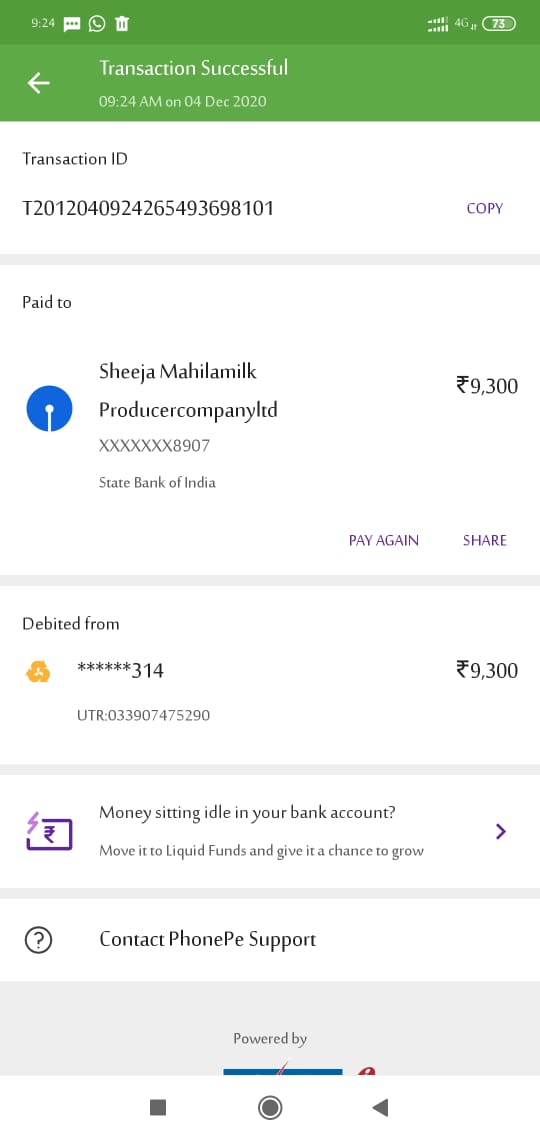 9:24
4G
73
Transaction Successful
09:24 AM on 04 Dec 2020
Transaction ID
T2012040924265493698101
COPY
Paid to
Sheeja Mahilamilk
₹9,300
Producercompanyltd
XXXXXXX8907
State Bank of India
PAY AGAIN
SHARE
Debited from
******314
₹9,300
UTR:033907475290
Money sitting idle in your bank account?
Move it to Liquid Funds and give it a chance to grow
Contact PhonePe Support
Powered by